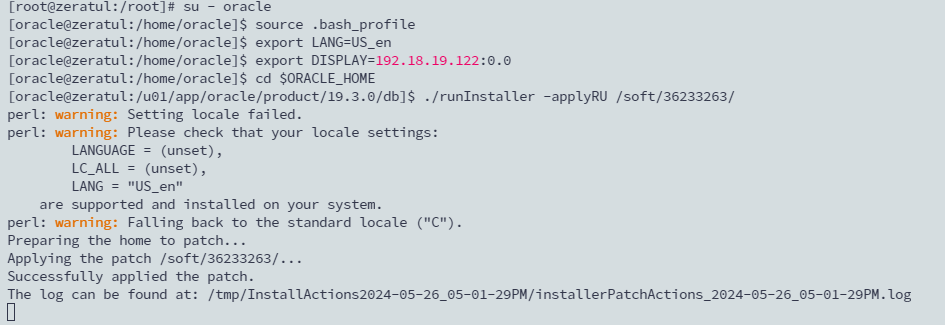 [root@zeratul:/root]# su - oracle
[oracle@zeratul:/home/oracle]$ source .bash_profile
[oracle@zeratul:/home/oracle]$ export LANG=US_en
[oracle@zeratul:/home/oracle]$ export DISPLAY=192.18.19.122:0.0
[oracle@zeratul:/home/oracle]$ cd $ORACLE_HOME
[oracle@zeratul:/u01/app/oracle/product/19.3.0/db]$ ./runInstaller -applyRU /soft/36233263/
perl: warning: Setting locale failed.
perl: warning: Please check that your locale settings:
        LANGUAGE = (unset),
        LC_ALL = (unset),
        LANG = "US_en"
    are supported and installed on your system.
perl: warning: Falling back to the standard locale ("C").
Preparing the home to patch...
Applying the patch /soft/36233263/...
Successfully applied the patch.
The log can be found at: /tmp/InstallActions2024-05-26_05-01-29PM/installerPatchActions_2024-05-26_05-01-29PM.log